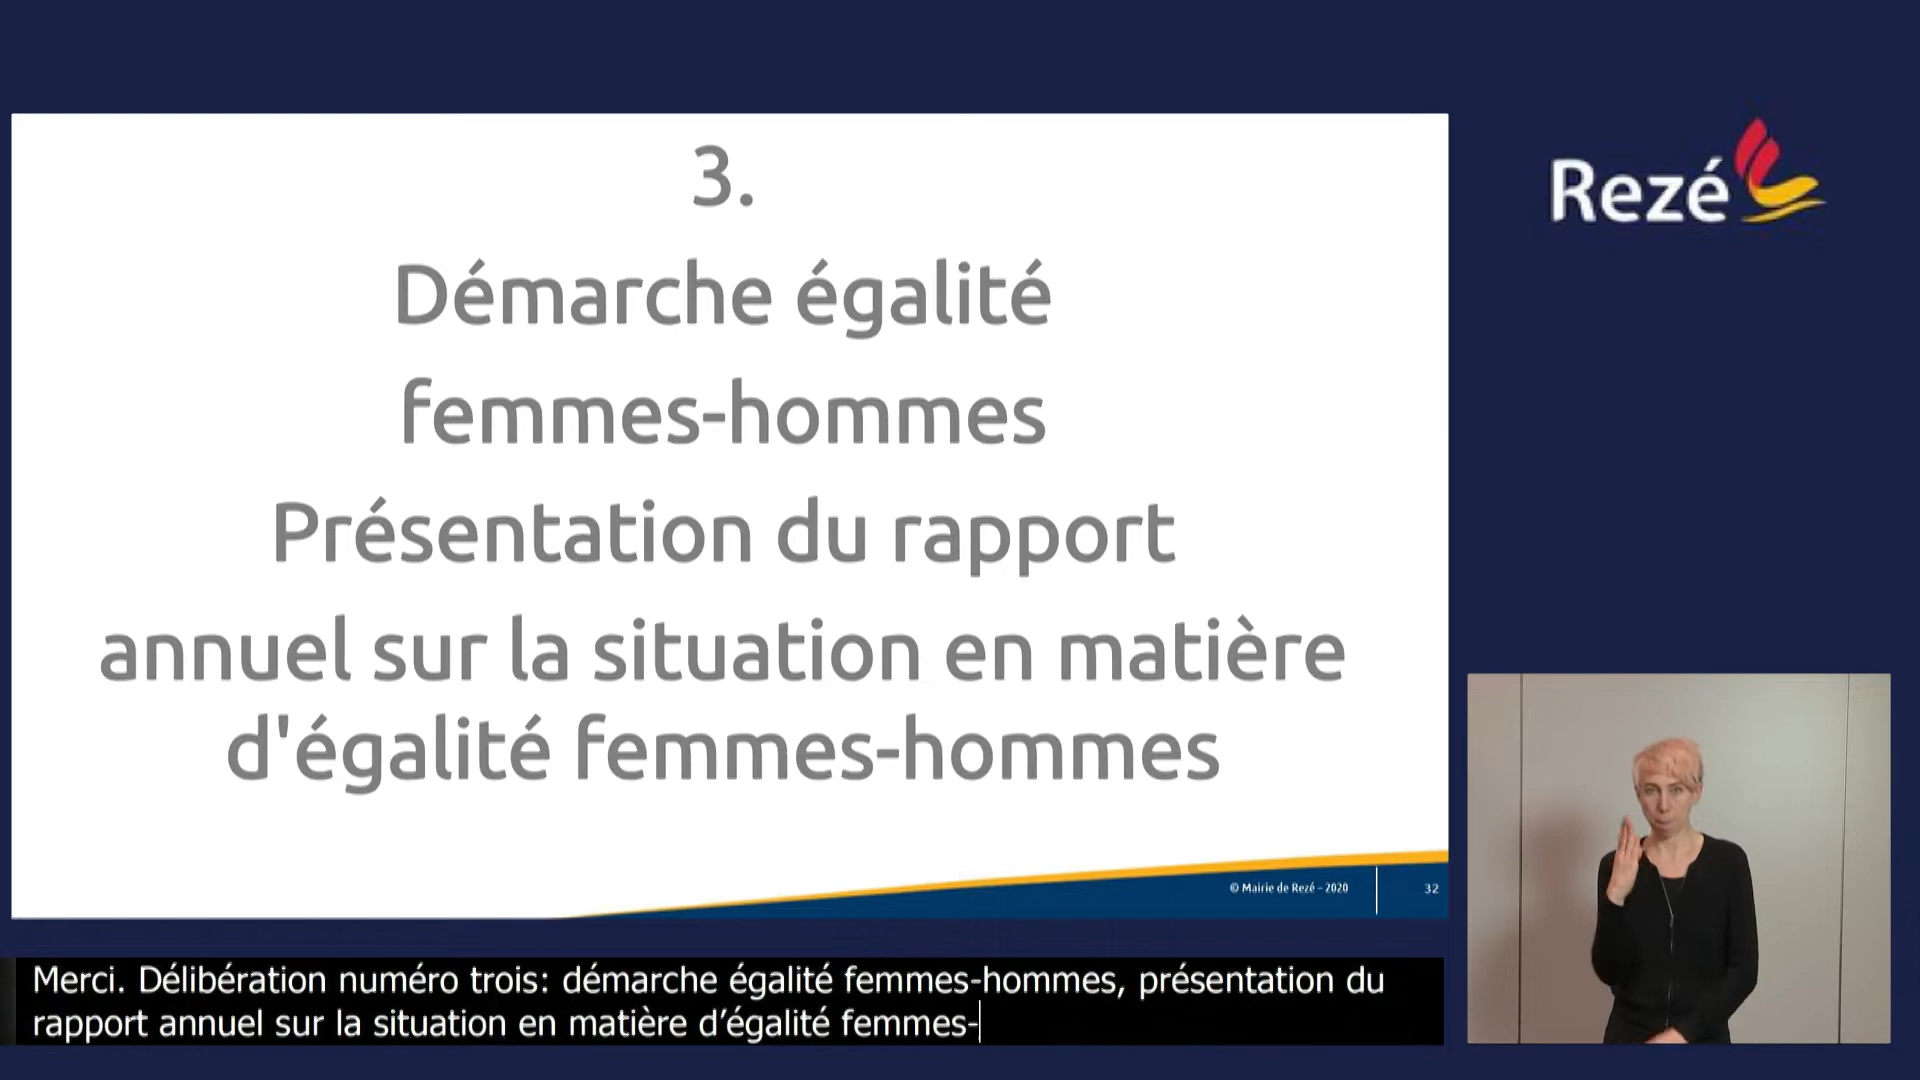 3.
Démarche égalité
femmes-hommes
Présentation du rapport
annuel sur la situation en matière
d'égalité femmes-hommes
© Mairie de Rezé - 2020
32
Rezé
Merci. Délibération numéro trois: démarche égalité femmes-hommes, présentation du
rapport annuel sur la situation en matière d’égalité femmes-